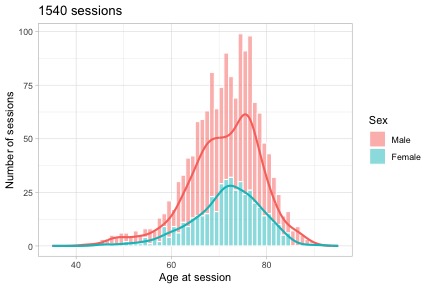 1540 sessions
100
75
50
25
0
Number of sessions
40
60
80
Age at session
Sex
Male
Female